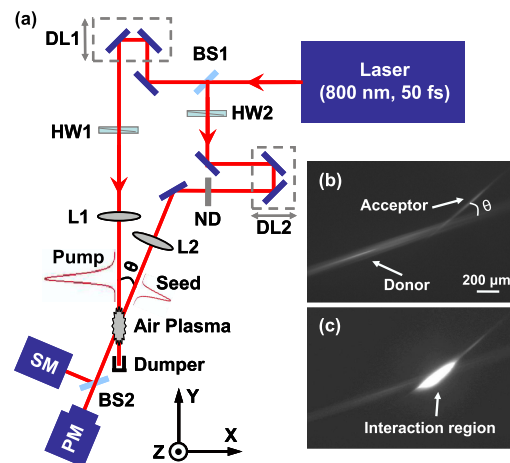 (a)
DL1
BS1
Laser
(800 nm, 50 fs)
HW1
HW2
L1
ND
DL2
L2
Pump
θ
Seed
Air Plasma
SM
Dumper
BS2
PM
Y
X
Z
(b)
Acceptor
θ
Donor
200 μm
(c)
Interaction region